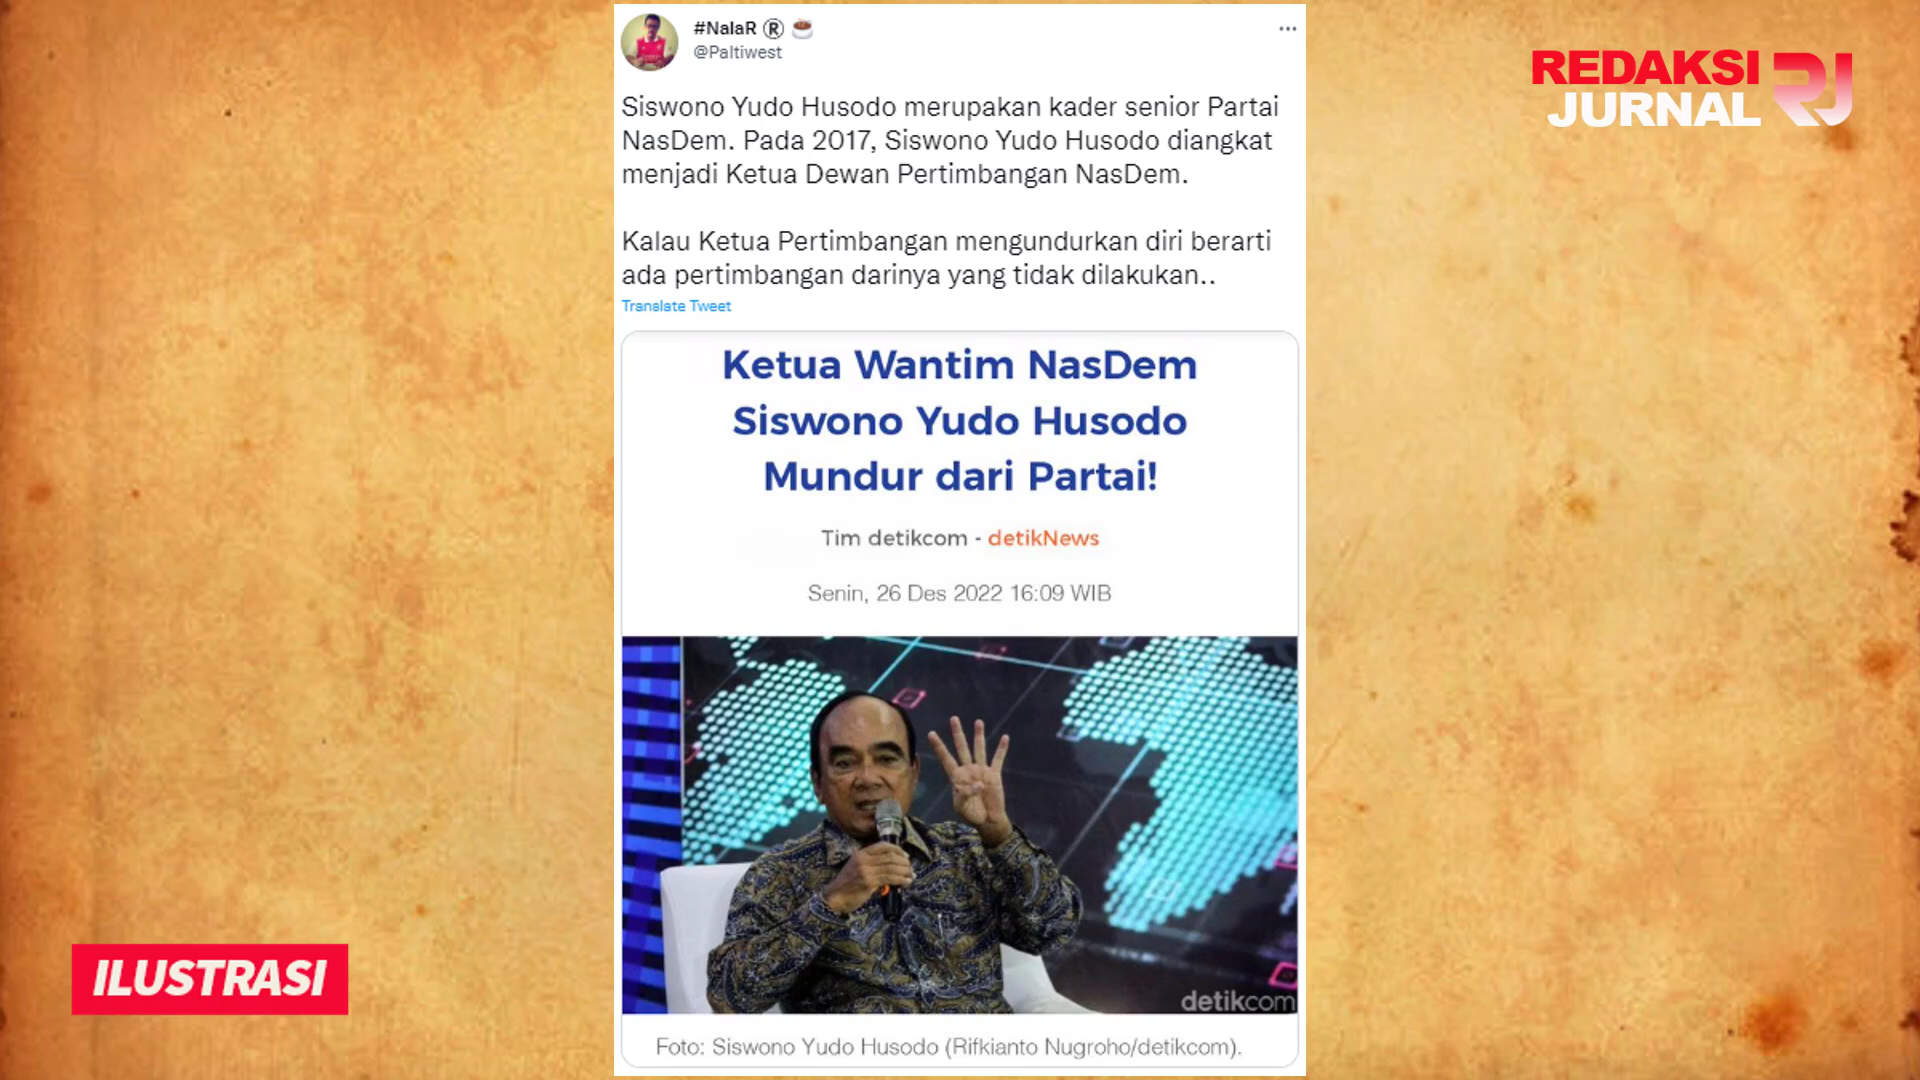 #NalaR ® ☕
@Paltiwest
Siswono Yudo Husodo merupakan kader senior Partai
NasDem. Pada 2017, Siswono Yudo Husodo diangkat
menjadi Ketua Dewan Pertimbangan NasDem.
Kalau Ketua Pertimbangan mengundurkan diri berarti
ada pertimbangan darinya yang tidak dilakukan..
Translate Tweet
Ketua Wantim NasDem
Siswono Yudo Husodo
Mundur dari Partai!
Tim detikcom - detikNews
Senin, 26 Des 2022 16:09 WIB
detikcom
Foto: Siswono Yudo Husodo (Rifkianto Nugroho/detikcom).
REDAKSI
JURNAL RJ
ILUSTRASI